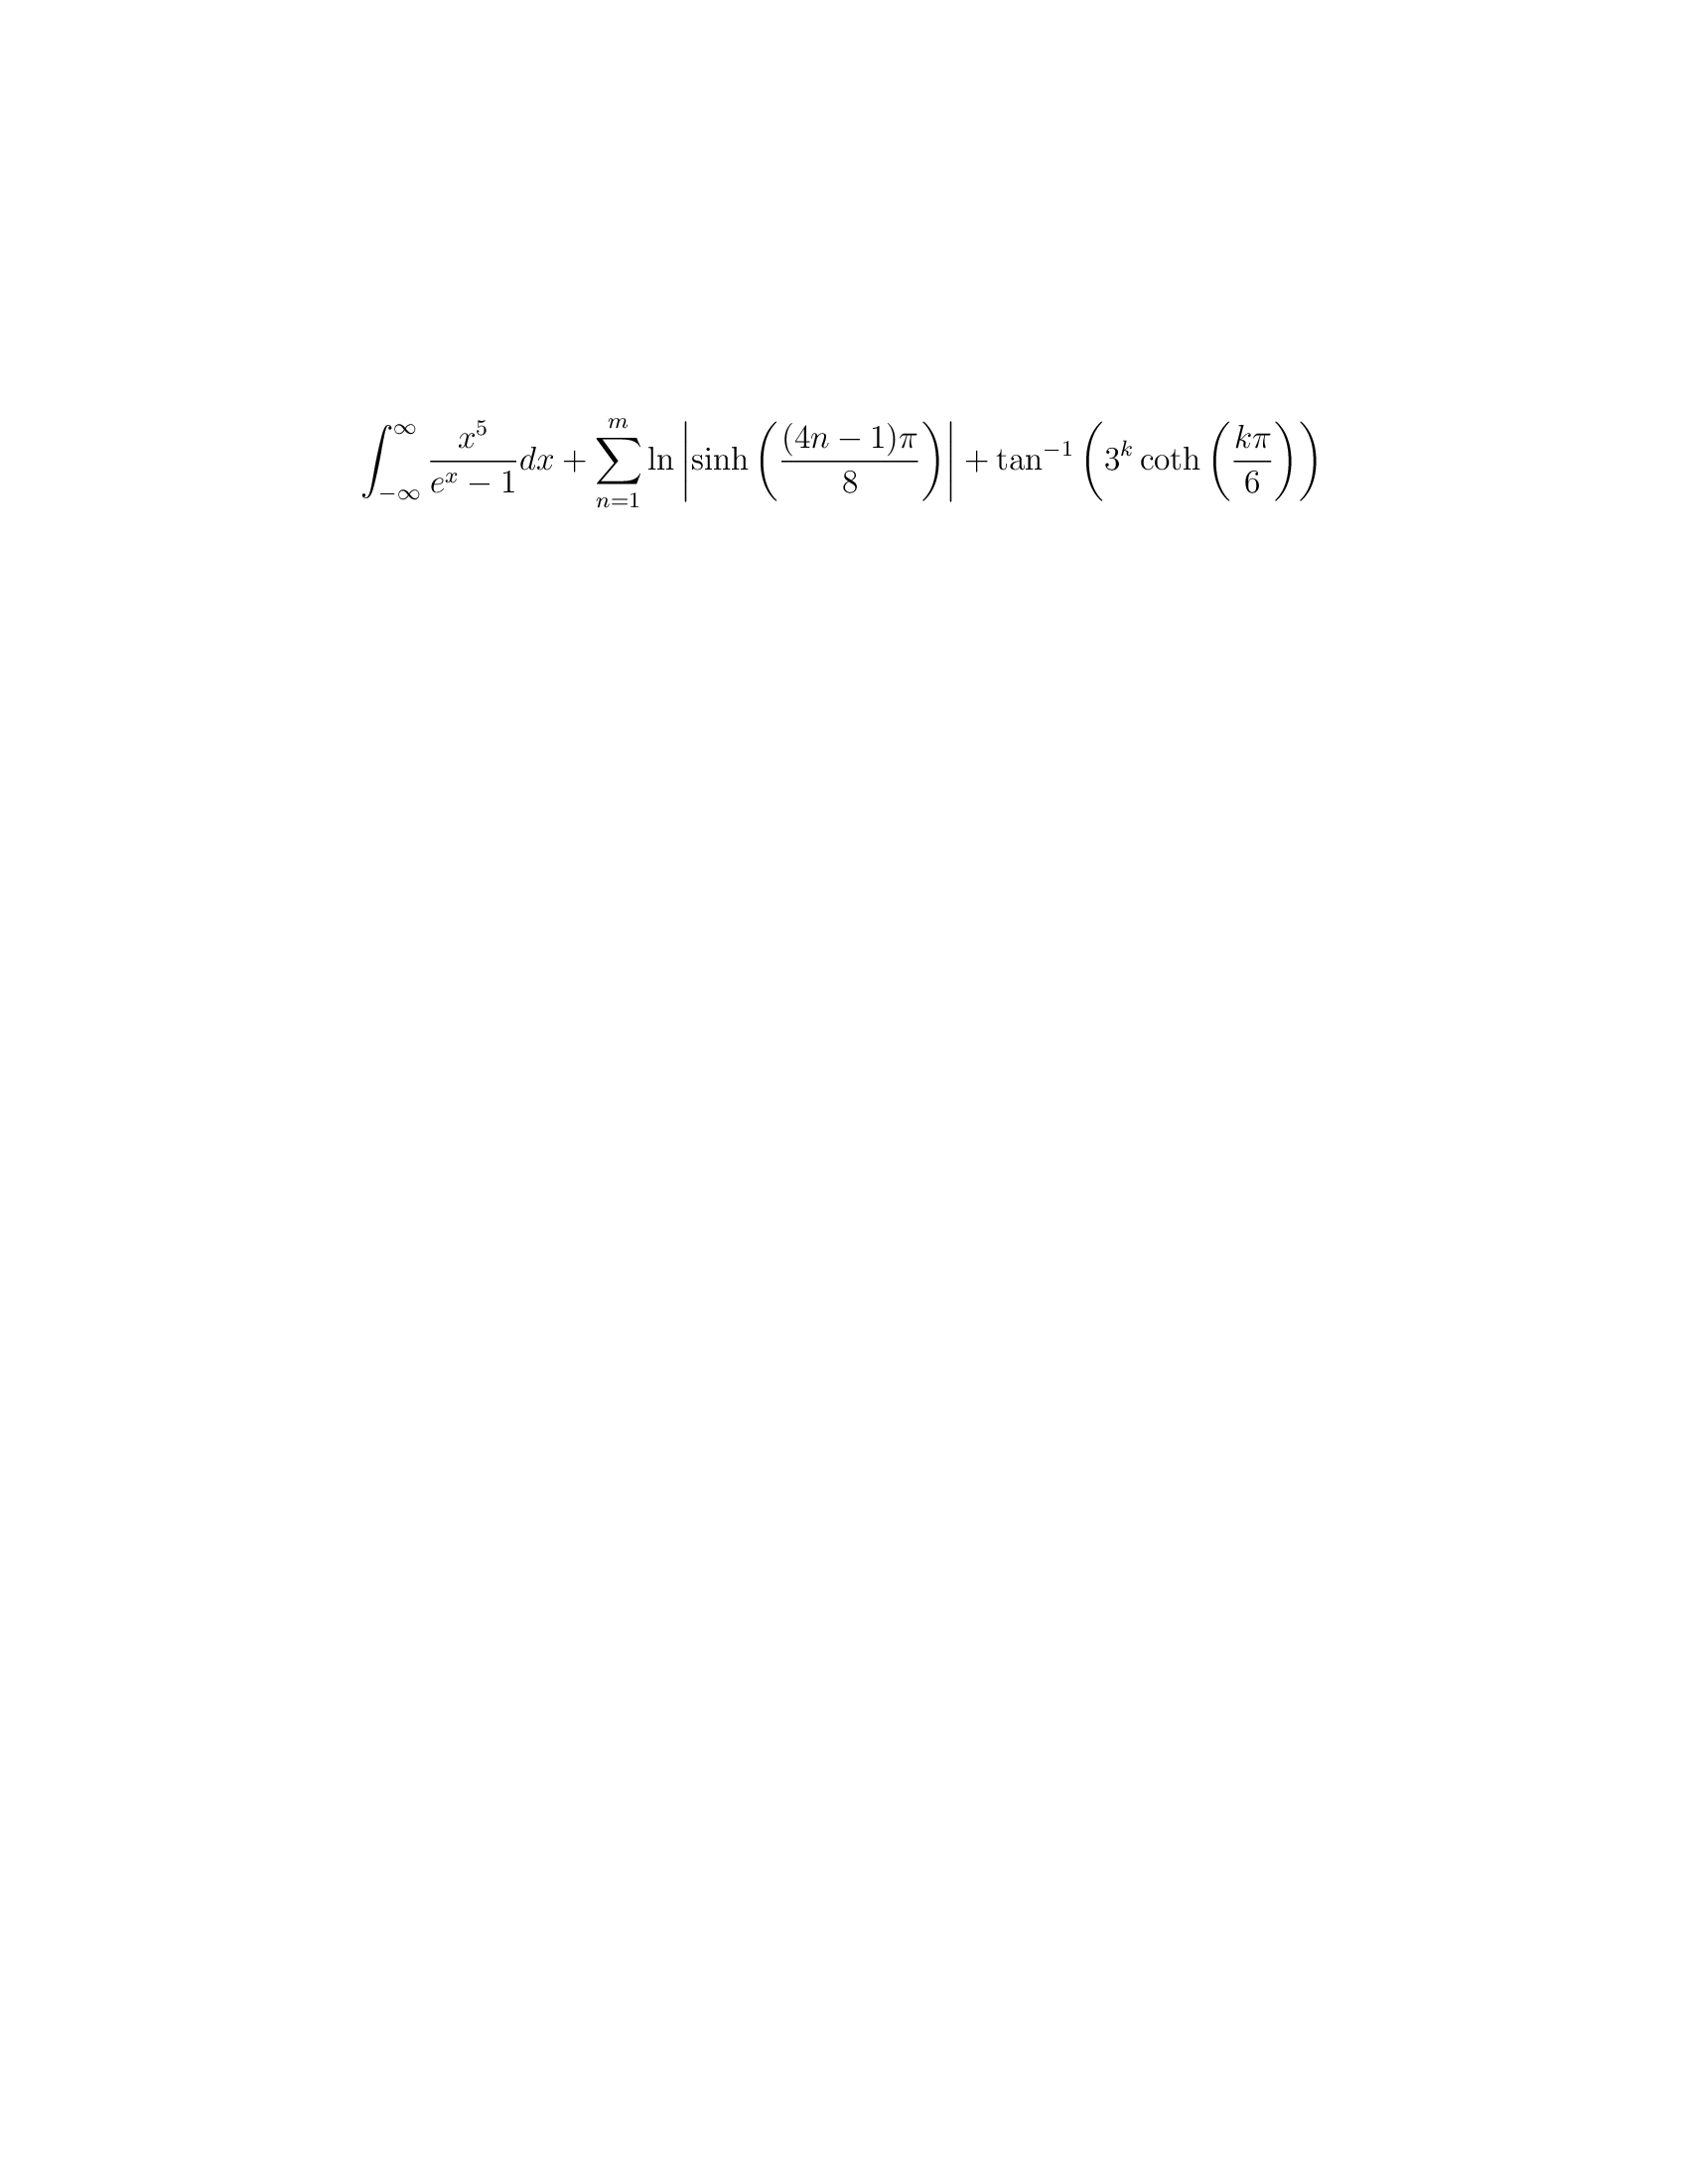 \int_{-\infty}^{\infty} \frac{x^5}{e^x - 1} dx + \sum_{n=1}^{m} \ln \left| \sinh \left( \frac{(4n-1)\pi}{8} \right) \right| + \tan^{-1} \left( 3^k \coth \left( \frac{k\pi}{6} \right) \right)